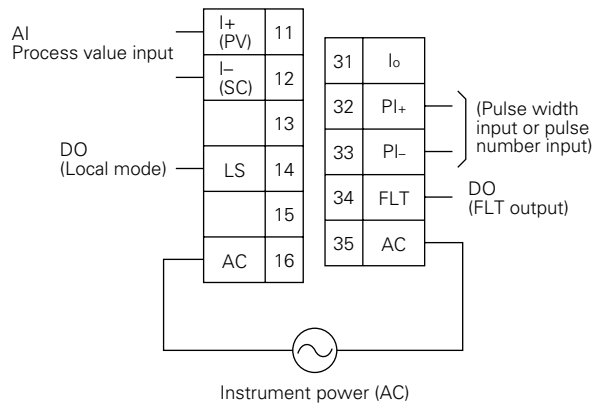 AI
Process value input
I+
(PV)
11
I–
(SC)
12
13
DO
(Local mode)
LS
14
15
AC
16
31
Io
32
PI+
33
PI–
(Pulse width
input or pulse
number input)
34
FLT
DO
(FLT output)
35
AC
Instrument power (AC)